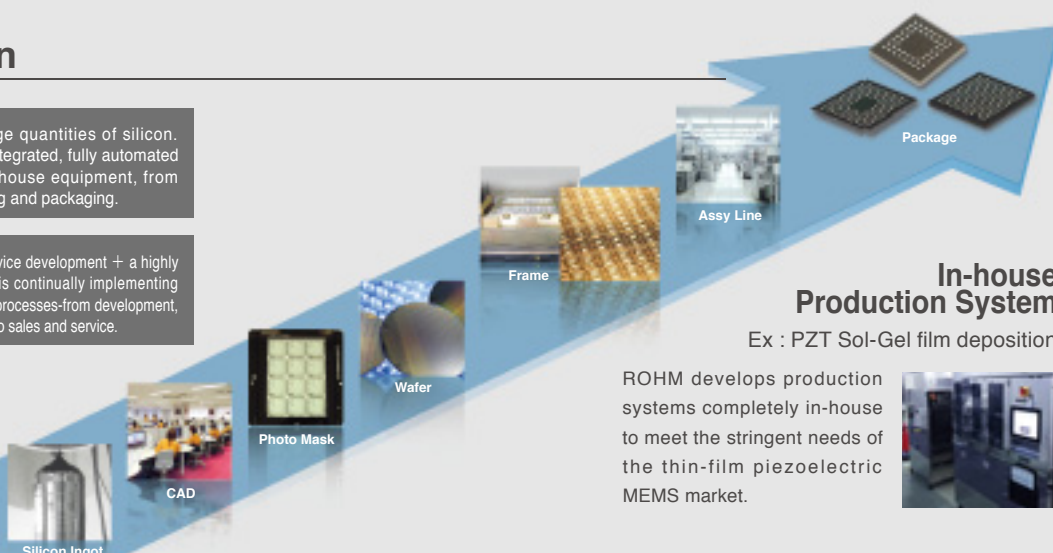 n
ge quantities of silicon.
tegrated, fully automated
house equipment, from
g and packaging.
vice development + a highly
is continually implementing
processes-from development,
o sales and service.
Package
Assy Line
Frame
Wafer
Photo Mask
CAD
Silicon Ingot
In-house
Production System
Ex : PZT Sol-Gel film deposition
ROHM develops production
systems completely in-house
to meet the stringent needs of
the thin-film piezoelectric
MEMS market.